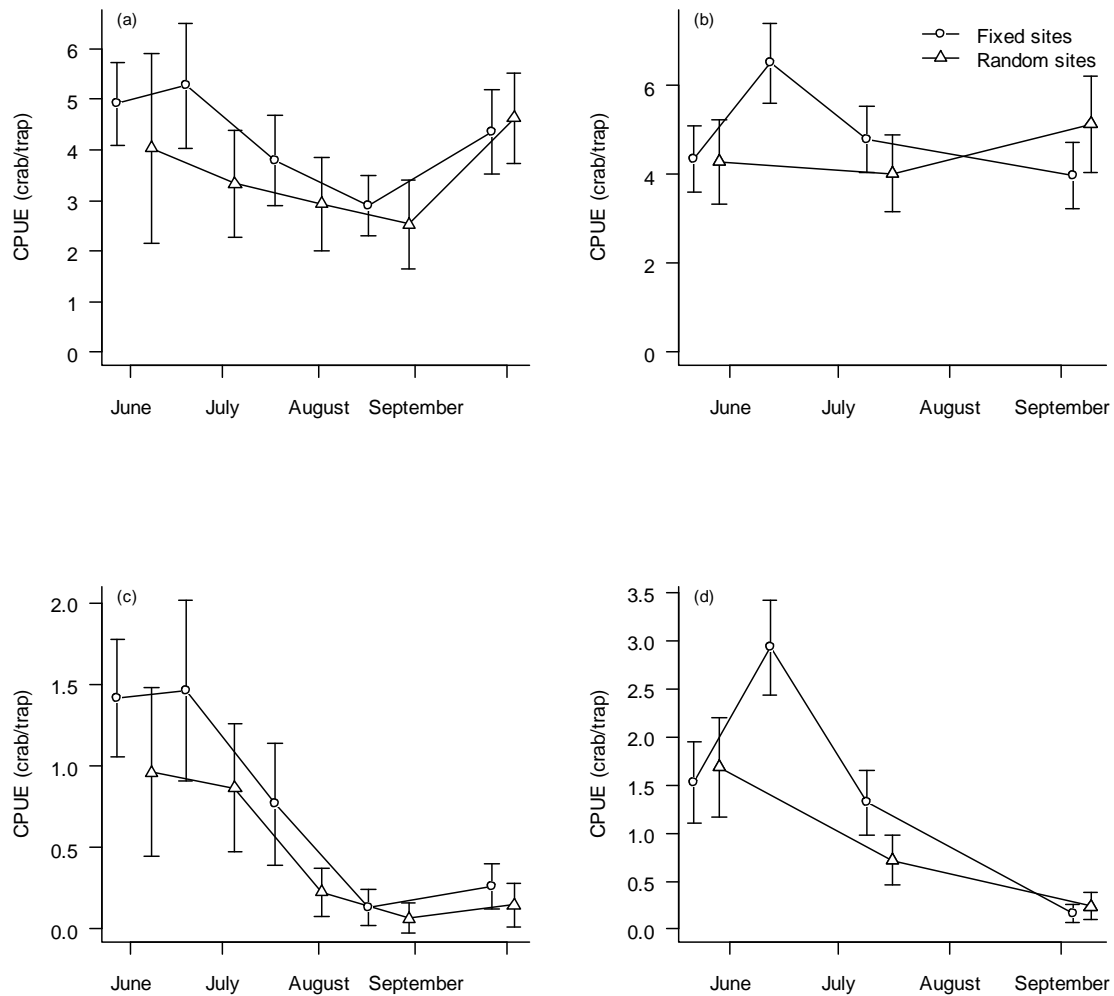 (a)
CPUE (crab/trap)
6
5
4
3
2
1
0
June July August September
(b)
Fixed sites
Random sites
CPUE (crab/trap)
6
4
2
0
June July August September
(c)
CPUE (crab/trap)
2.0
1.5
1.0
0.5
0.0
June July August September
(d)
CPUE (crab/trap)
3.5
3.0
2.5
2.0
1.5
1.0
0.5
0.0
June July August September